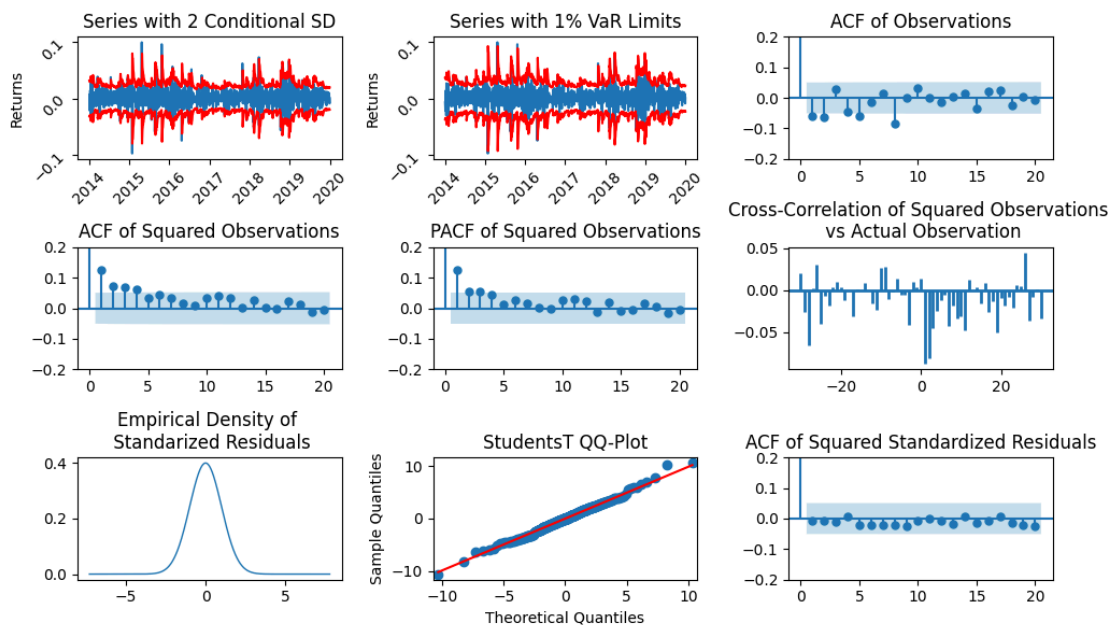 Series with 2 Conditional SD
Returns
0.1
0.0
−0.1
2014
2015
2016
2017
2018
2019
2020
Series with 1% VaR Limits
Returns
0.1
0.0
−0.1
2014
2015
2016
2017
2018
2019
2020
ACF of Observations
0.2
0.1
0.0
−0.1
−0.2
0 5 10 15 20
ACF of Squared Observations
0.2
0.1
0.0
−0.1
−0.2
0 5 10 15 20
PACF of Squared Observations
0.2
0.1
0.0
−0.1
−0.2
0 5 10 15 20
Cross-Correlation of Squared Observations
vs Actual Observation
0.05
0.00
−0.05
−20 0 20
Empirical Density of
Standarized Residuals
0.4
0.2
0.0
−5 0 5
StudentsT QQ-Plot
Sample Quantiles
10
0
−10
−10 −5 0 5 10
Theoretical Quantiles
ACF of Squared Standardized Residuals
0.2
0.1
0.0
−0.1
−0.2
0 5 10 15 20